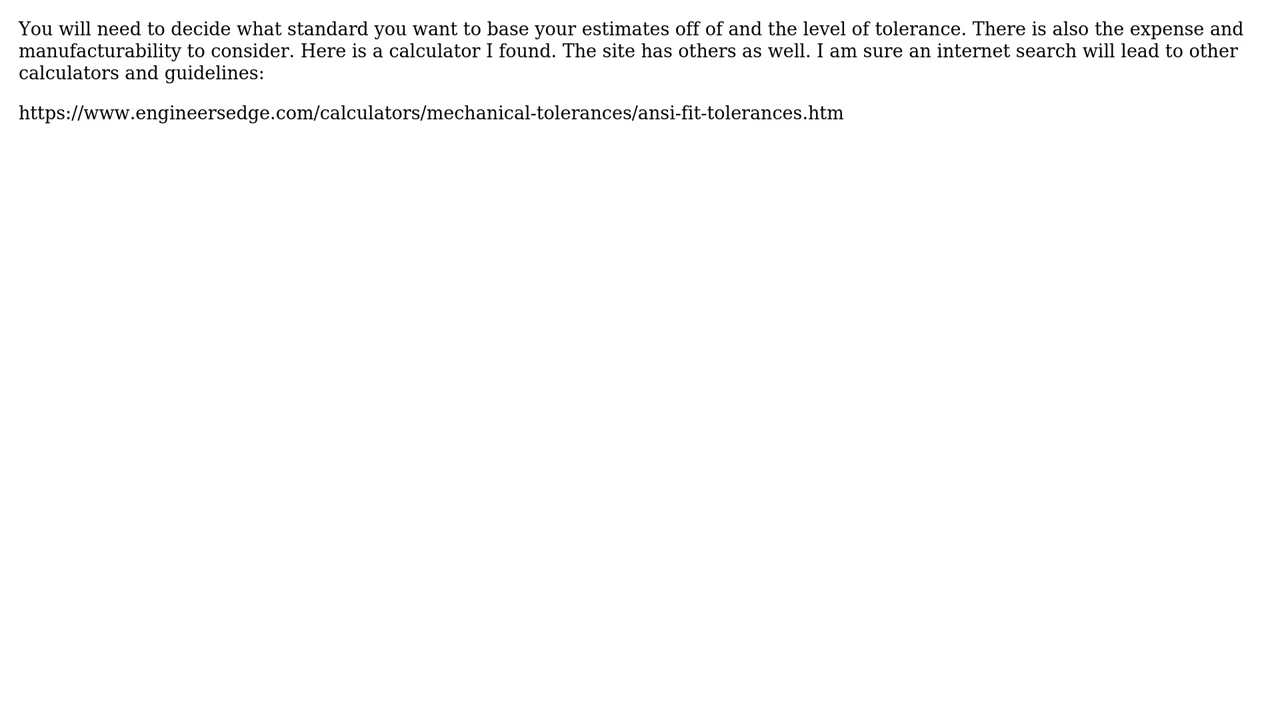 You will need to decide what standard you want to base your estimates off of and the level of tolerance. There is also the expense and
manufacturability to consider. Here is a calculator I found. The site has others as well. I am sure an internet search will lead to other
calculators and guidelines:
https://www.engineersedge.com/calculators/mechanical-tolerances/ansi-fit-tolerances.htm